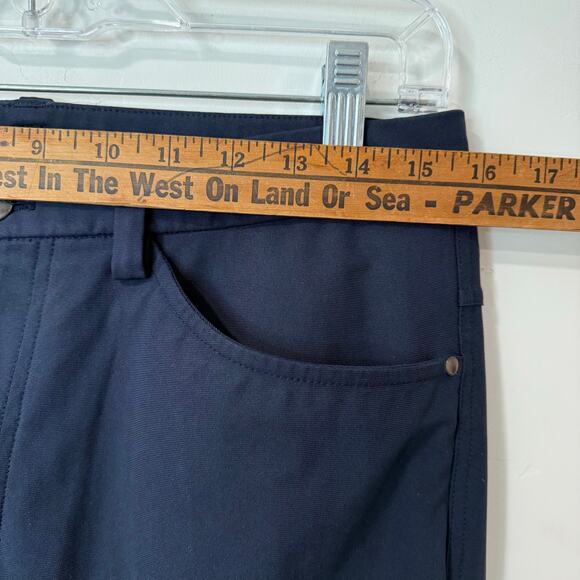 9 10 11 12 13 14 15 16 17
est In The West On Land Or Sea - PARKER